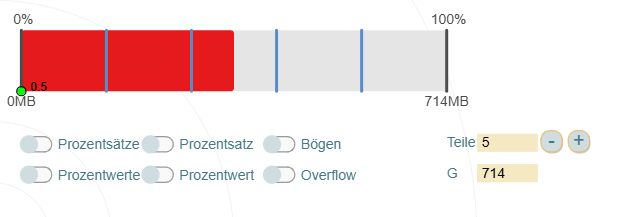 0% 100%
0.5
0MB 714MB
Prozentsätze Prozentsatz Bögen Teile 5 - +
Prozentwerte Prozentwert Overflow G 714